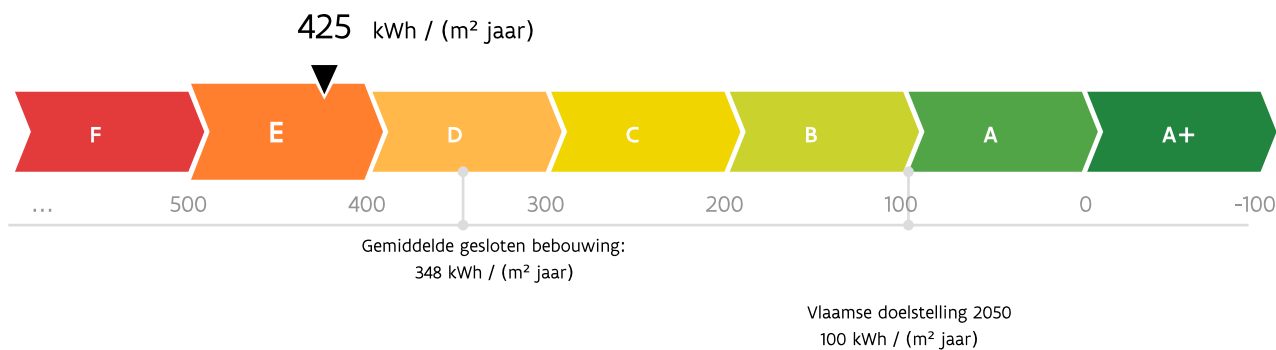 425 kWh / (m² jaar)
F E D C B A A+
... 500 400 300 200 100 0 -100
Gemiddelde gesloten bebouwing:
348 kWh / (m² jaar)
Vlaamse doelstelling 2050
100 kWh / (m² jaar)